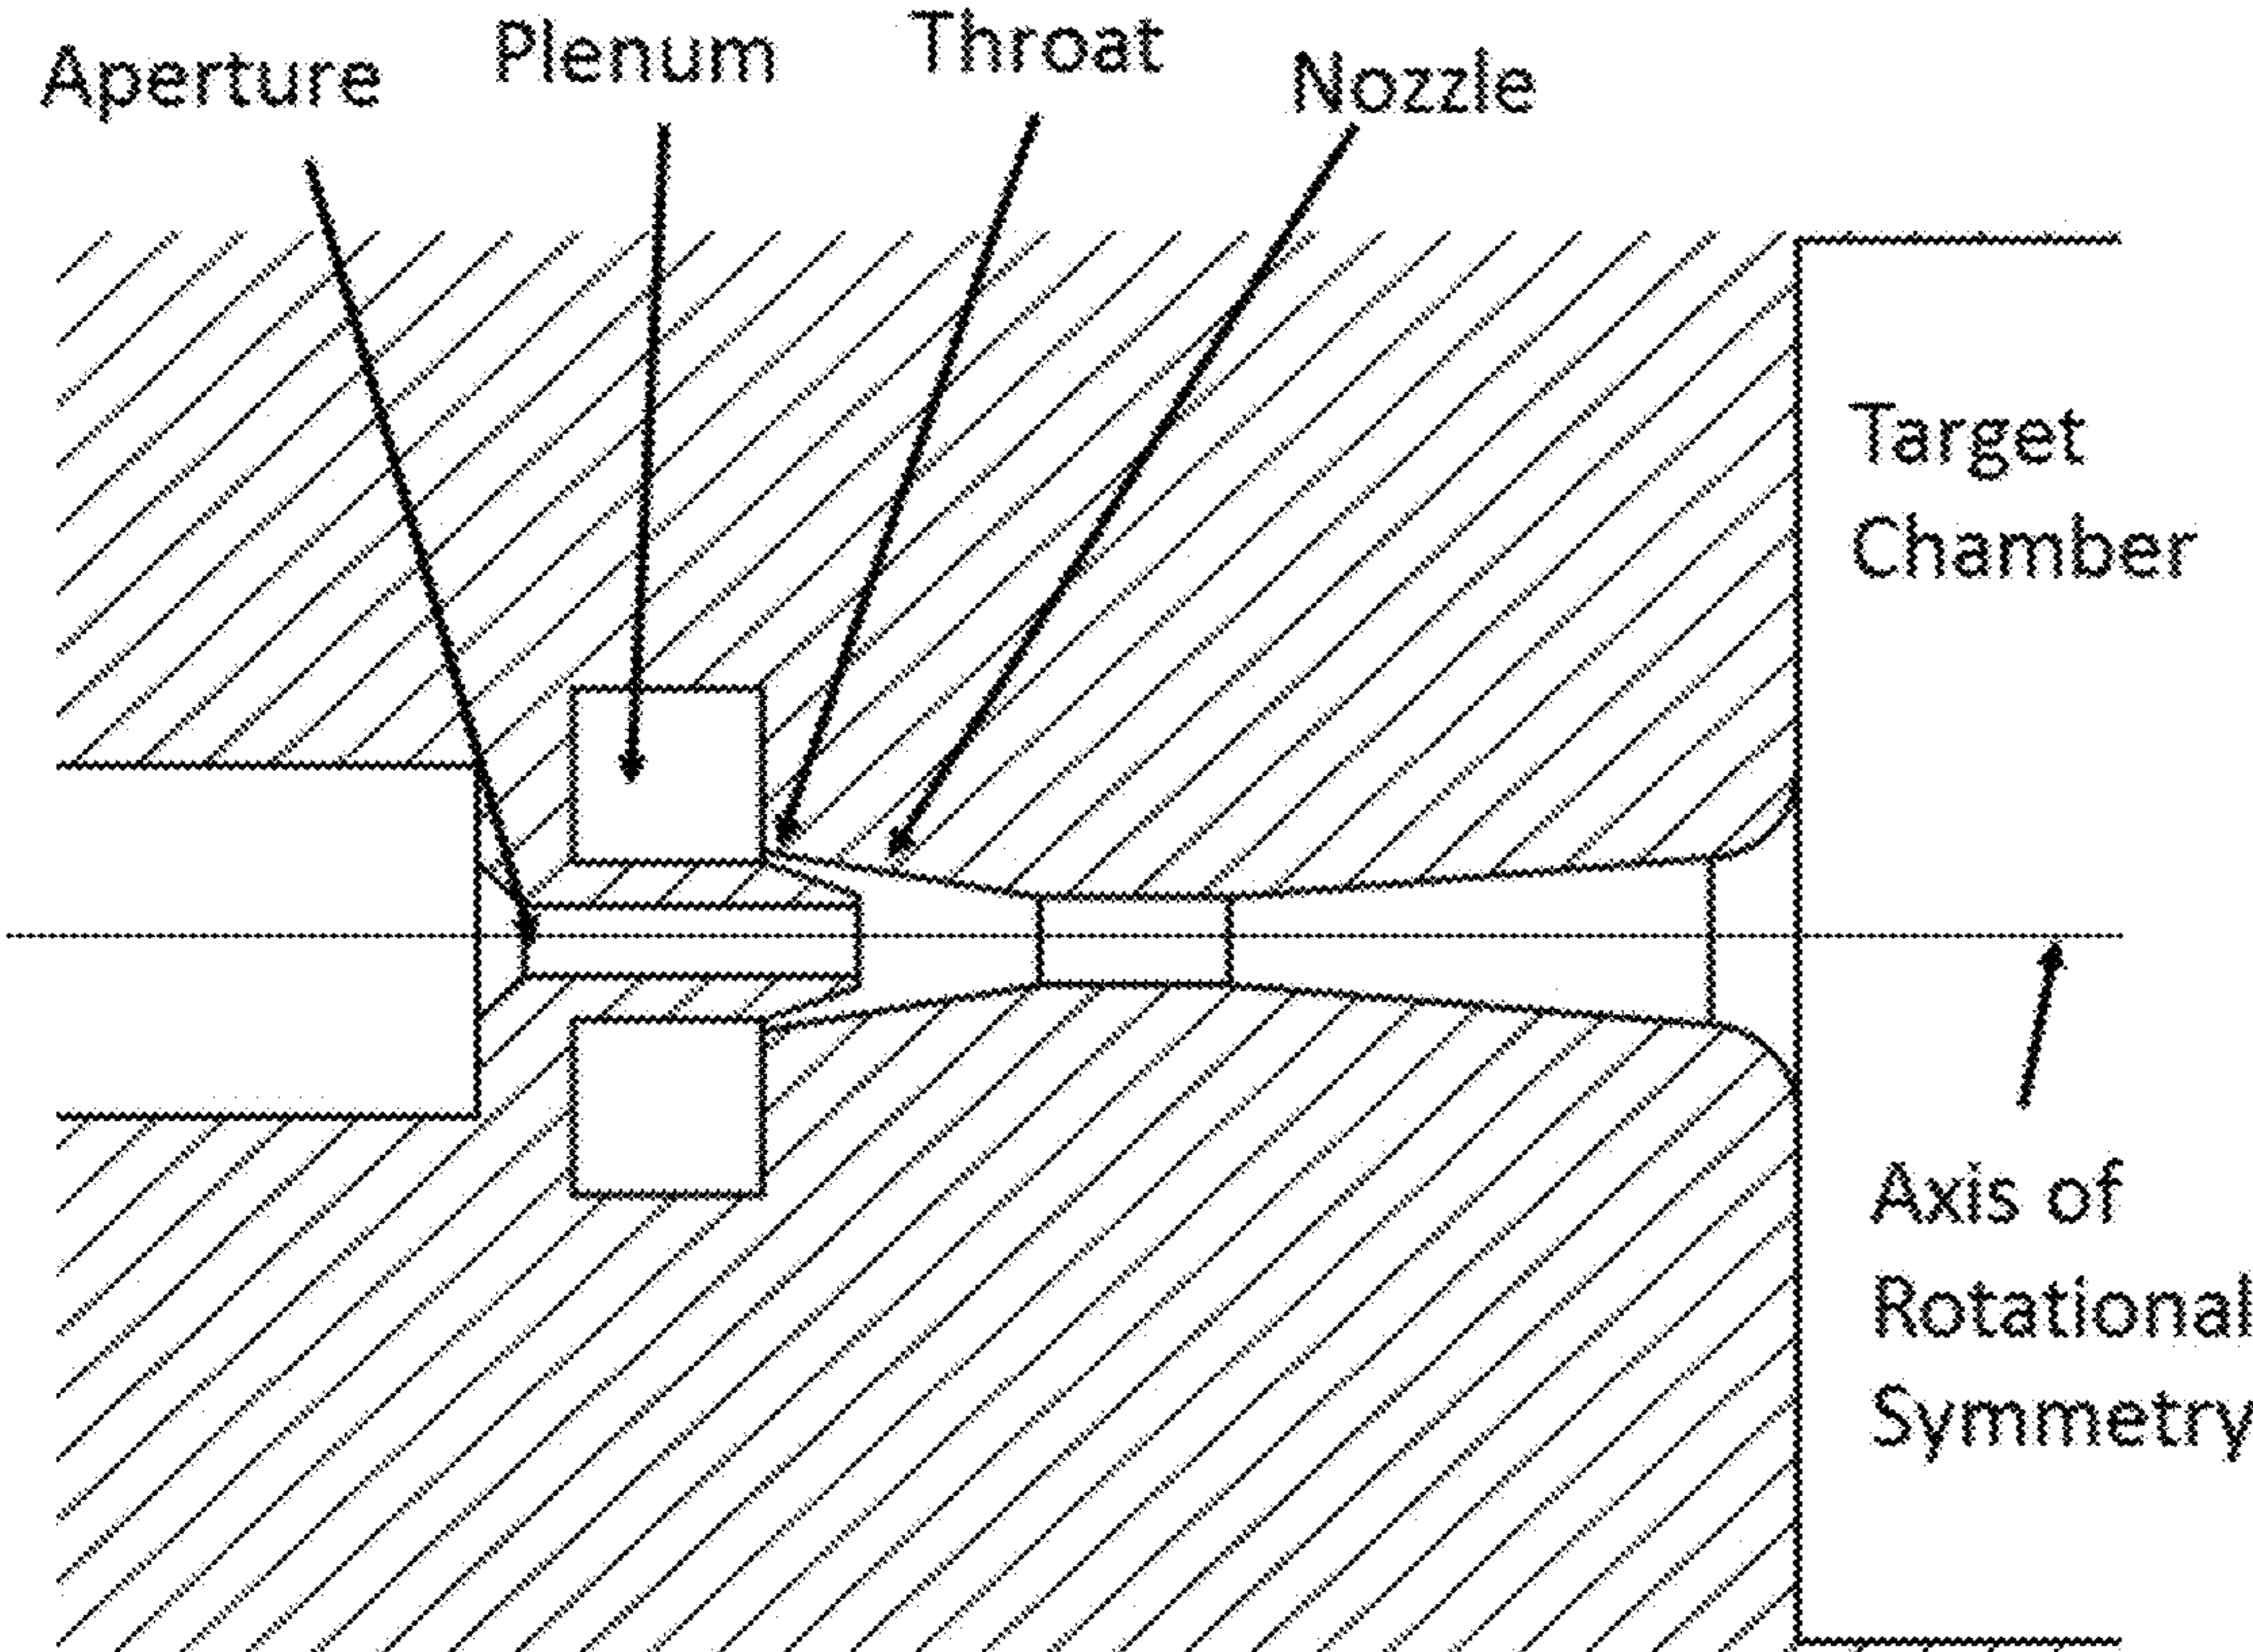 Aperture
Plenum
Throat
Nozzle
Target
Chamber
Axis of
Rotational
Symmetry